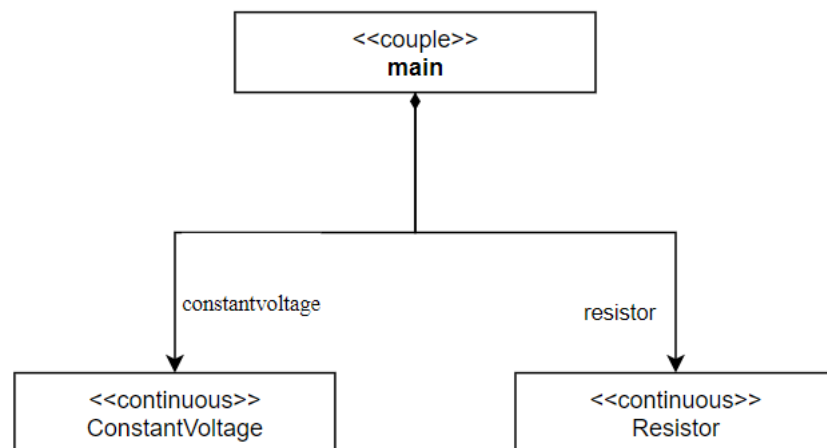 <<couple>>
main
constantvoltage
resistor
<<continuous>>
ConstantVoltage
<<continuous>>
Resistor